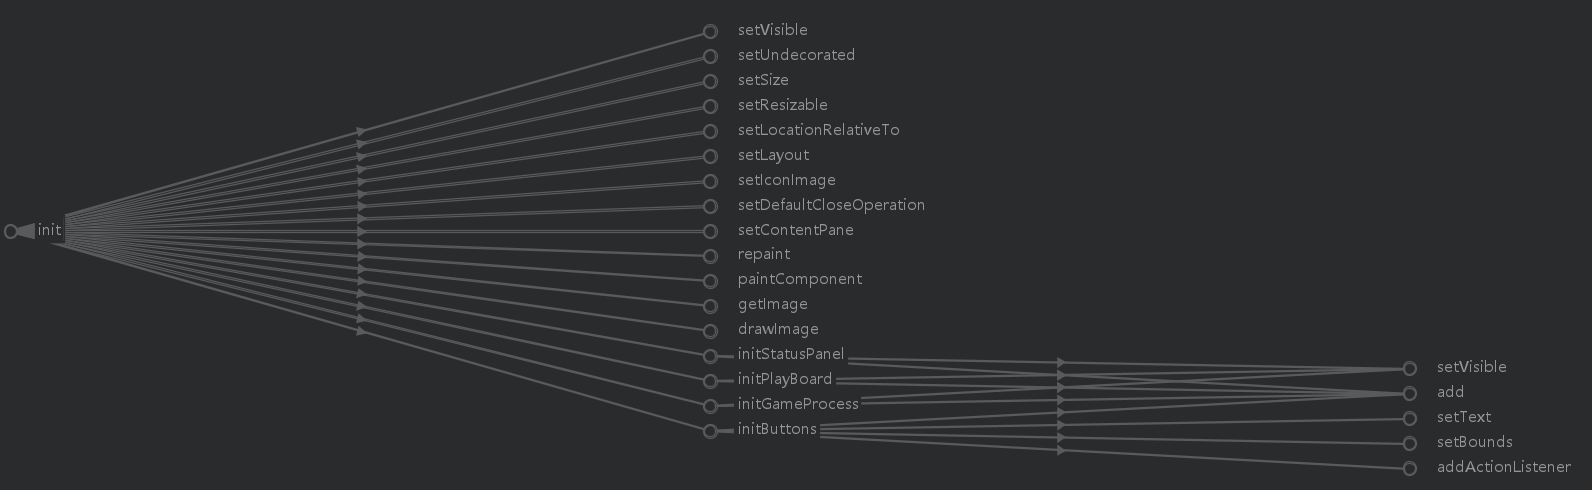 init
setVisible
setUndecorated
setSize
setResizable
setLocationRelativeTo
setLayout
setIconImage
setDefaultCloseOperation
setContentPane
repaint
paintComponent
getImage
drawImage
initStatusPanel
initPlayBoard
initGameProcess
initButtons
setVisible
add
setText
setBounds
addActionListener